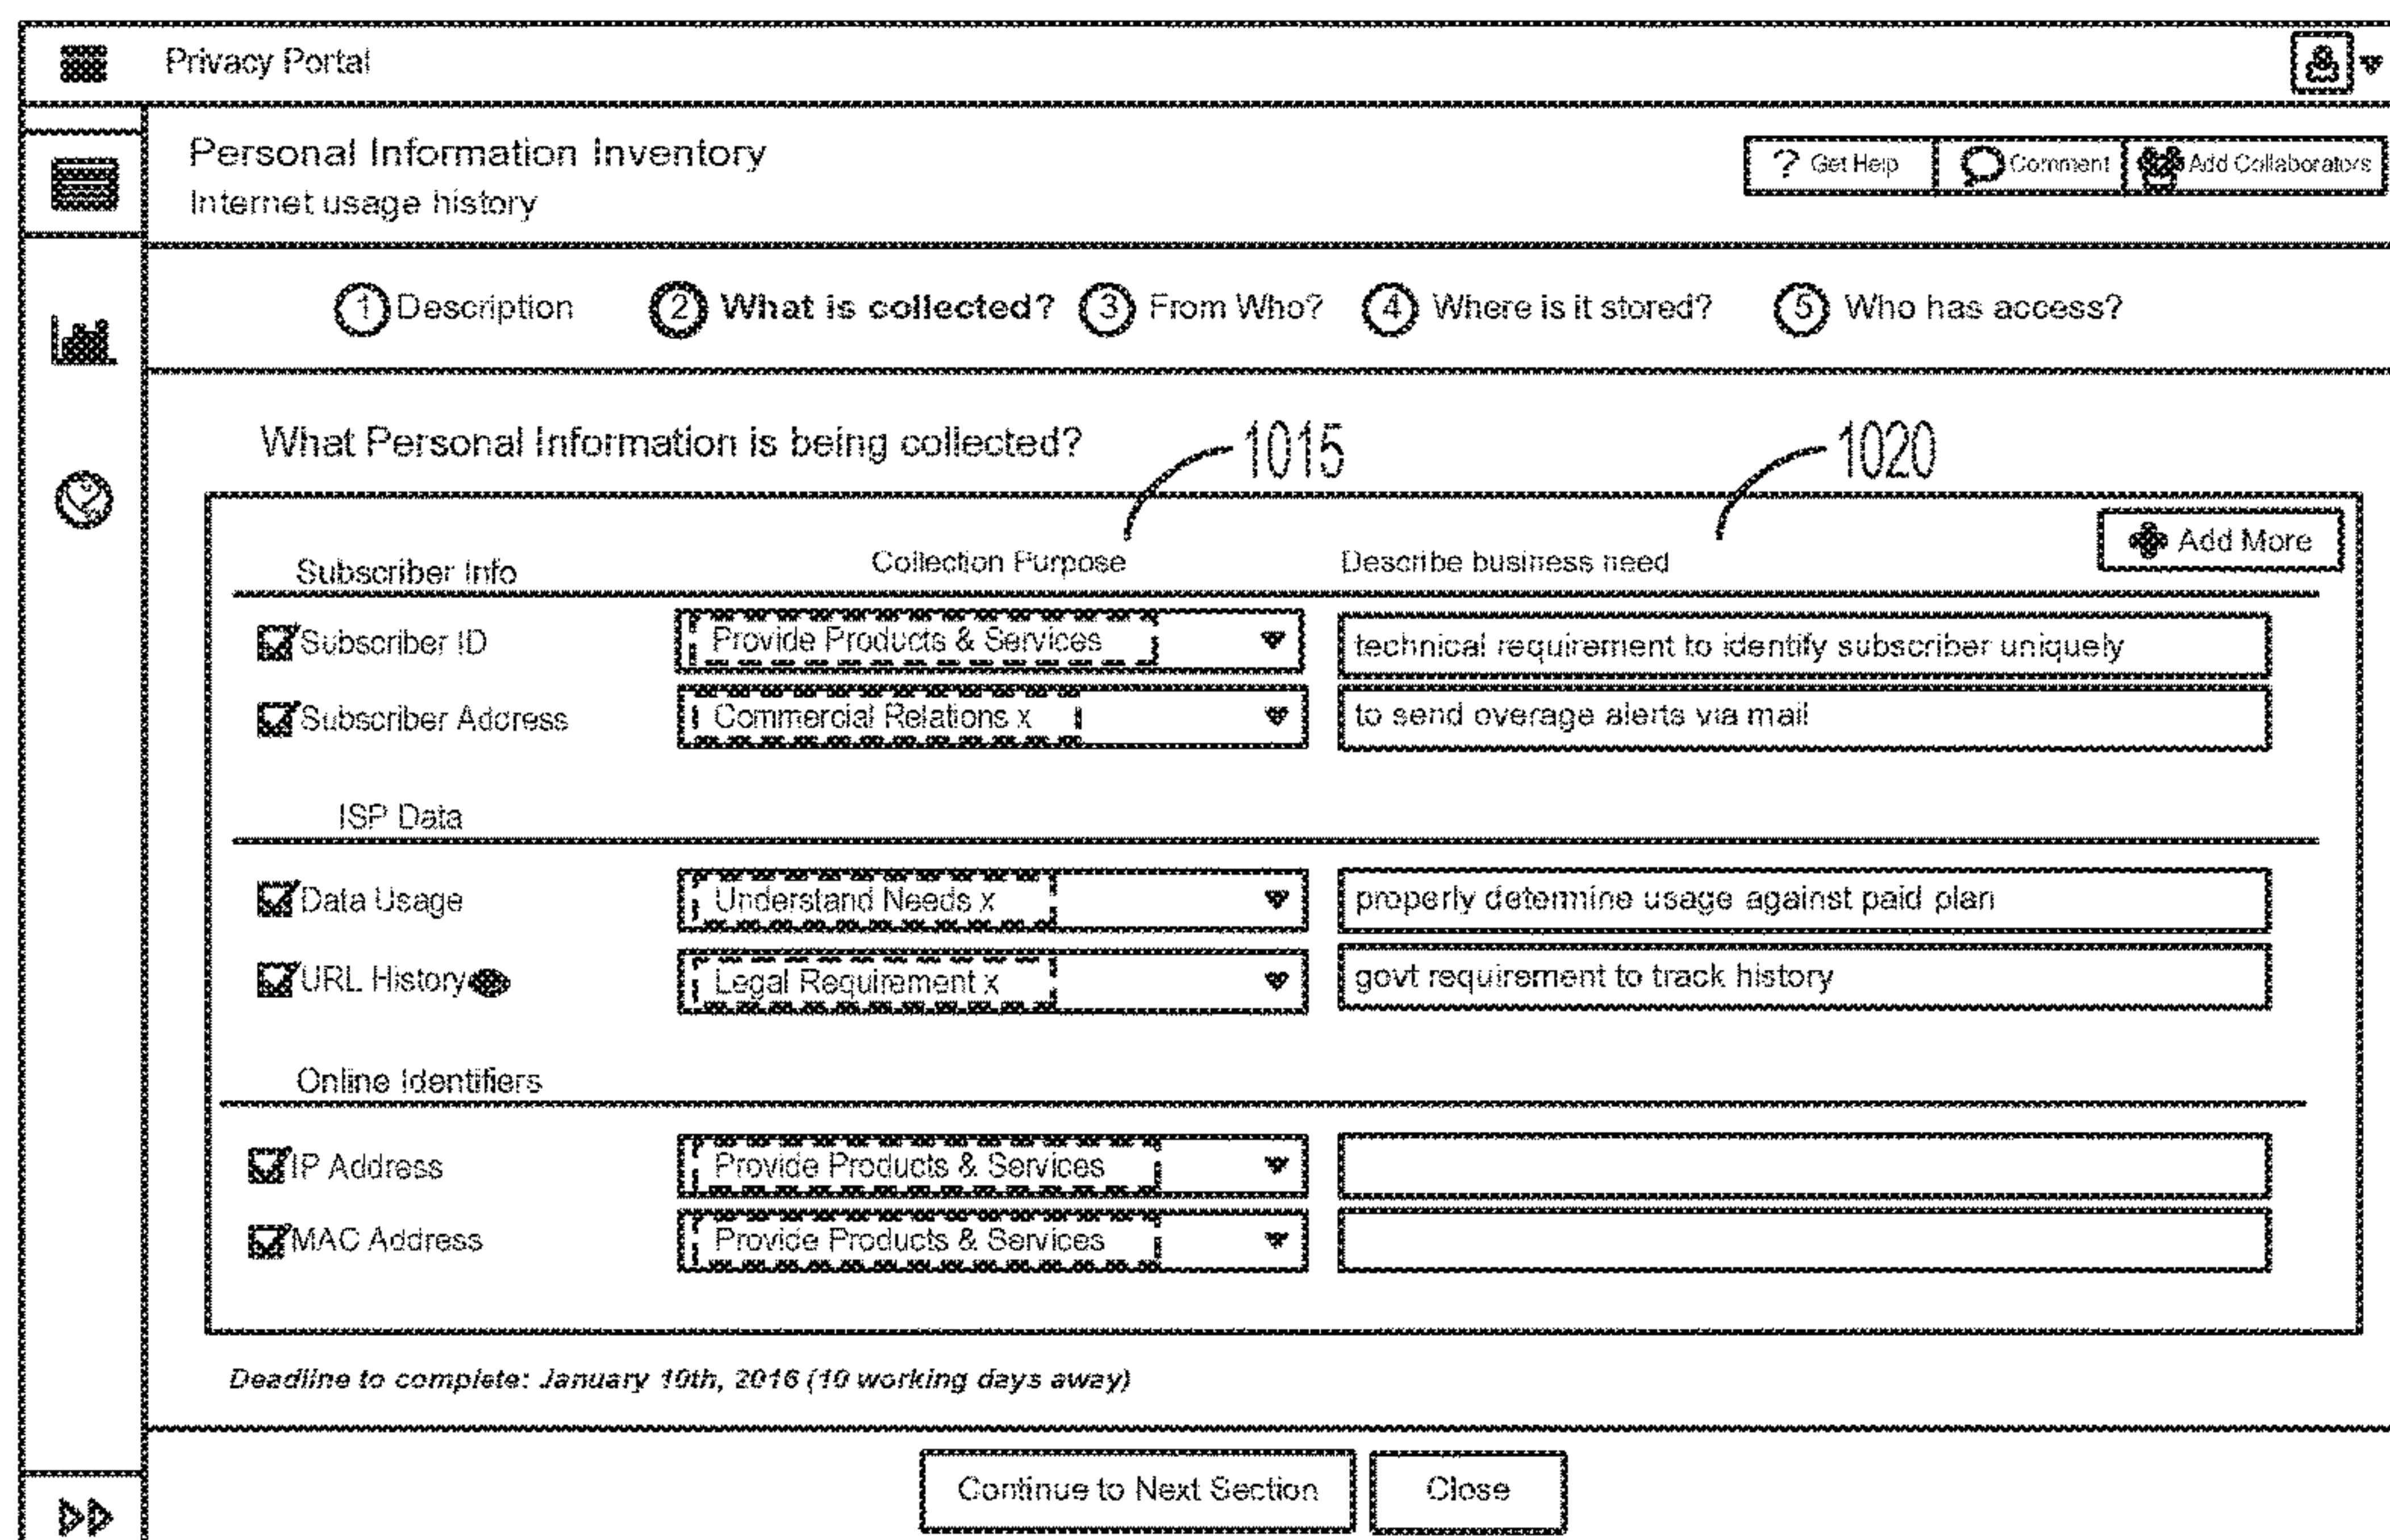 Privacy Portal
Personal Information Inventory
? Get Help Comment Add Collaborators
Internet usage history
1 Description 2 What is collected? 3 From Who? 4 Where is it stored? 5 Who has access?
What Personal Information is being collected? 1015 1020
Add More
Subscriber Info Collection Purpose Describe business need
Subscriber ID Provide Products & Services technical requirement to identify subscriber uniquely
Subscriber Address Commercial Relations x to send overage alerts via mail
ISP Data
Data Usage Understand Needs x properly determine usage against paid plan
URL History Legal Requirement x govt requirement to track history
Online Identifiers
IP Address Provide Products & Services
MAC Address Provide Products & Services
Deadline to complete: January 10th, 2016 (10 working days away)
Continue to Next Section Close